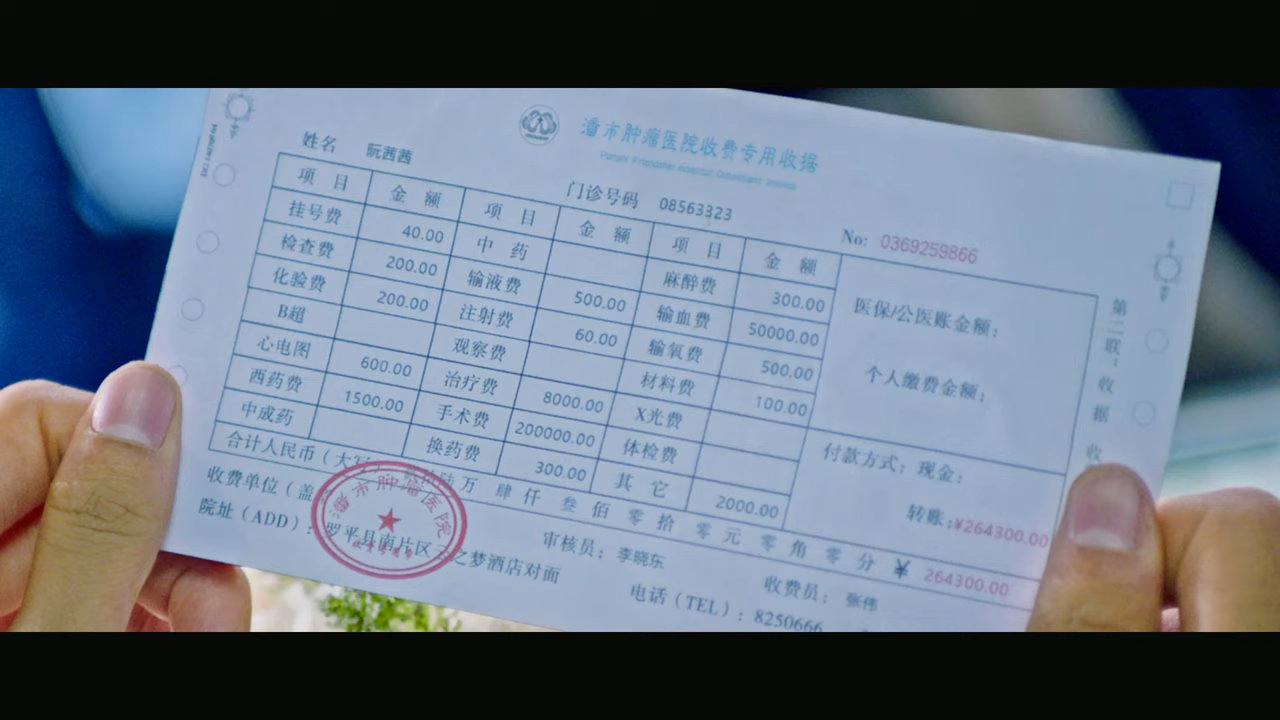 潘市肿瘤医院收费专用收据
姓名 阮茜茜
门诊号码 08563323
No: 0369259866
项目 金额 项目 金额 项目 金额
挂号费 40.00 中药 麻醉费 300.00
检查费 200.00 输液费 500.00 输血费 50000.00
化验费 200.00 注射费 60.00 输氧费 500.00
B超 观察费 材料费 100.00
心电图 600.00 治疗费 8000.00 X光费
西药费 1500.00 手术费 200000.00 体检费
中成药 换药费 300.00 其它 2000.00
医保/公医账金额:
个人缴费金额:
付款方式: 现金:
转账:¥264300.00
合计人民币(大写) 拾陆万 肆仟 叁佰 零拾 零元 零角 零分 ¥ 264300.00
收费单位(盖
审核员: 李晓东
收费员: 张伟
院址(ADD): 罗平县南片区 之梦酒店对面
电话(TEL): 8250666
第二联: 收据 收
潘市肿瘤医院